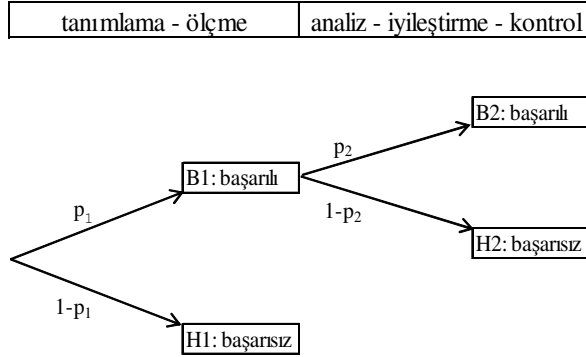 tanımlama - ölçme
analiz - iyileştirme - kontrol
B2: başarılı
p2
B1: başarılı
p1
1-p2
H2: başarısız
1-p1
H1: başarısız